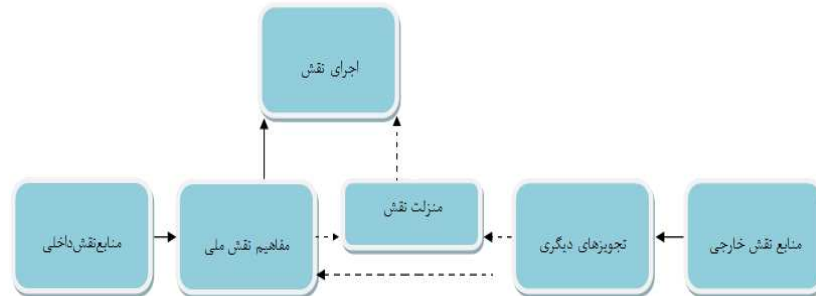 اجرای نقش
منابع نقش خارجی
تجویزهای دیگری
منزلت نقش
مفاهیم نقش ملی
منابع‌نقش‌داخلی